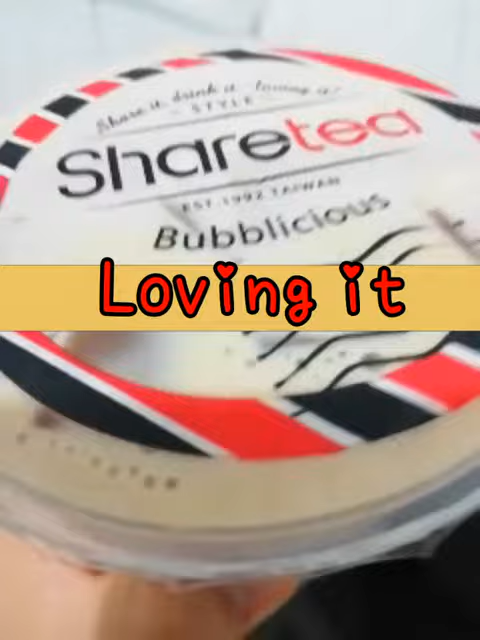 Share it, drink it, loving it!
STYLE
Sharetea
EST.1992 TAIWAN
Bubblicious
Loving it